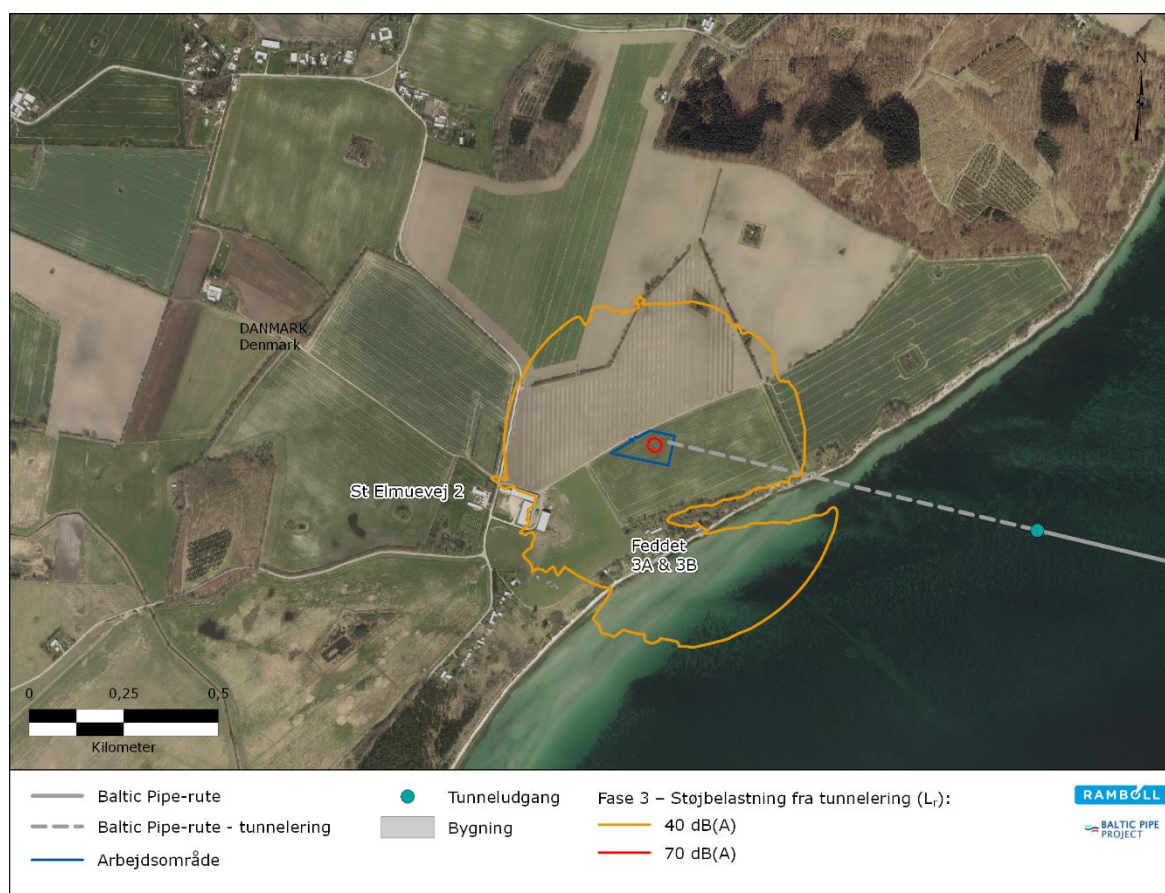 N
DANMARK
Denmark
St Elmuevej 2
Feddet
3A & 3B
0 0,25 0,5
Kilometer
Baltic Pipe-rute
Baltic Pipe-rute - tunnelering
Arbejdsområde
Tunneludgang
Bygning
Fase 3 – Støjbelastning fra tunnelering (Lr):
40 dB(A)
70 dB(A)
RAMBOLL
BALTIC PIPE
PROJECT